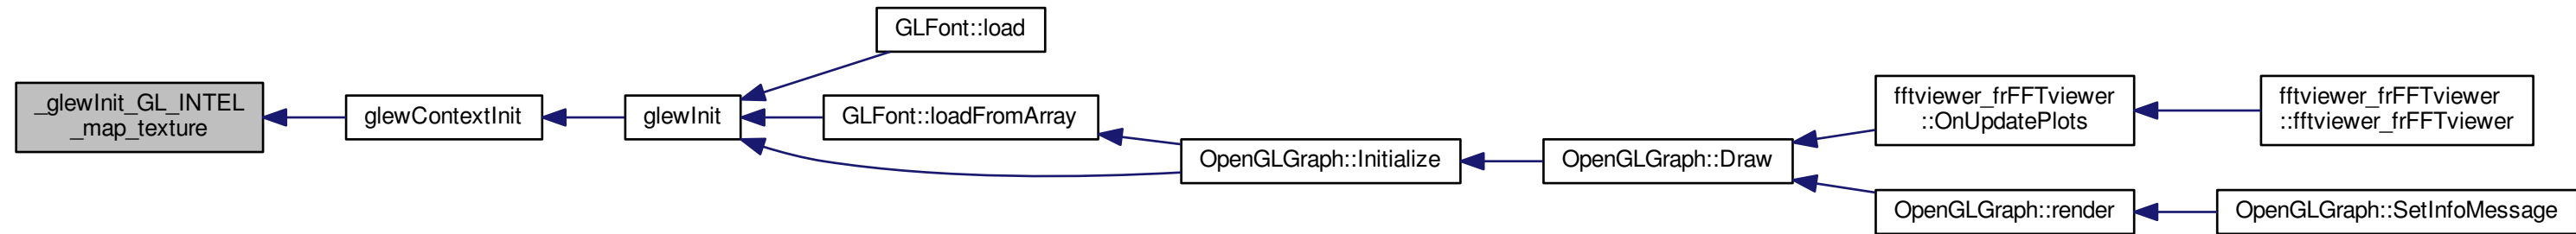 _glewInit_GL_INTEL
_map_texture
glewContextInit
glewInit
GLFont::load
GLFont::loadFromArray
OpenGLGraph::Initialize
OpenGLGraph::Draw
fftviewer_frFFTviewer
::OnUpdatePlots
fftviewer_frFFTviewer
::fftviewer_frFFTviewer
OpenGLGraph::render
OpenGLGraph::SetInfoMessage